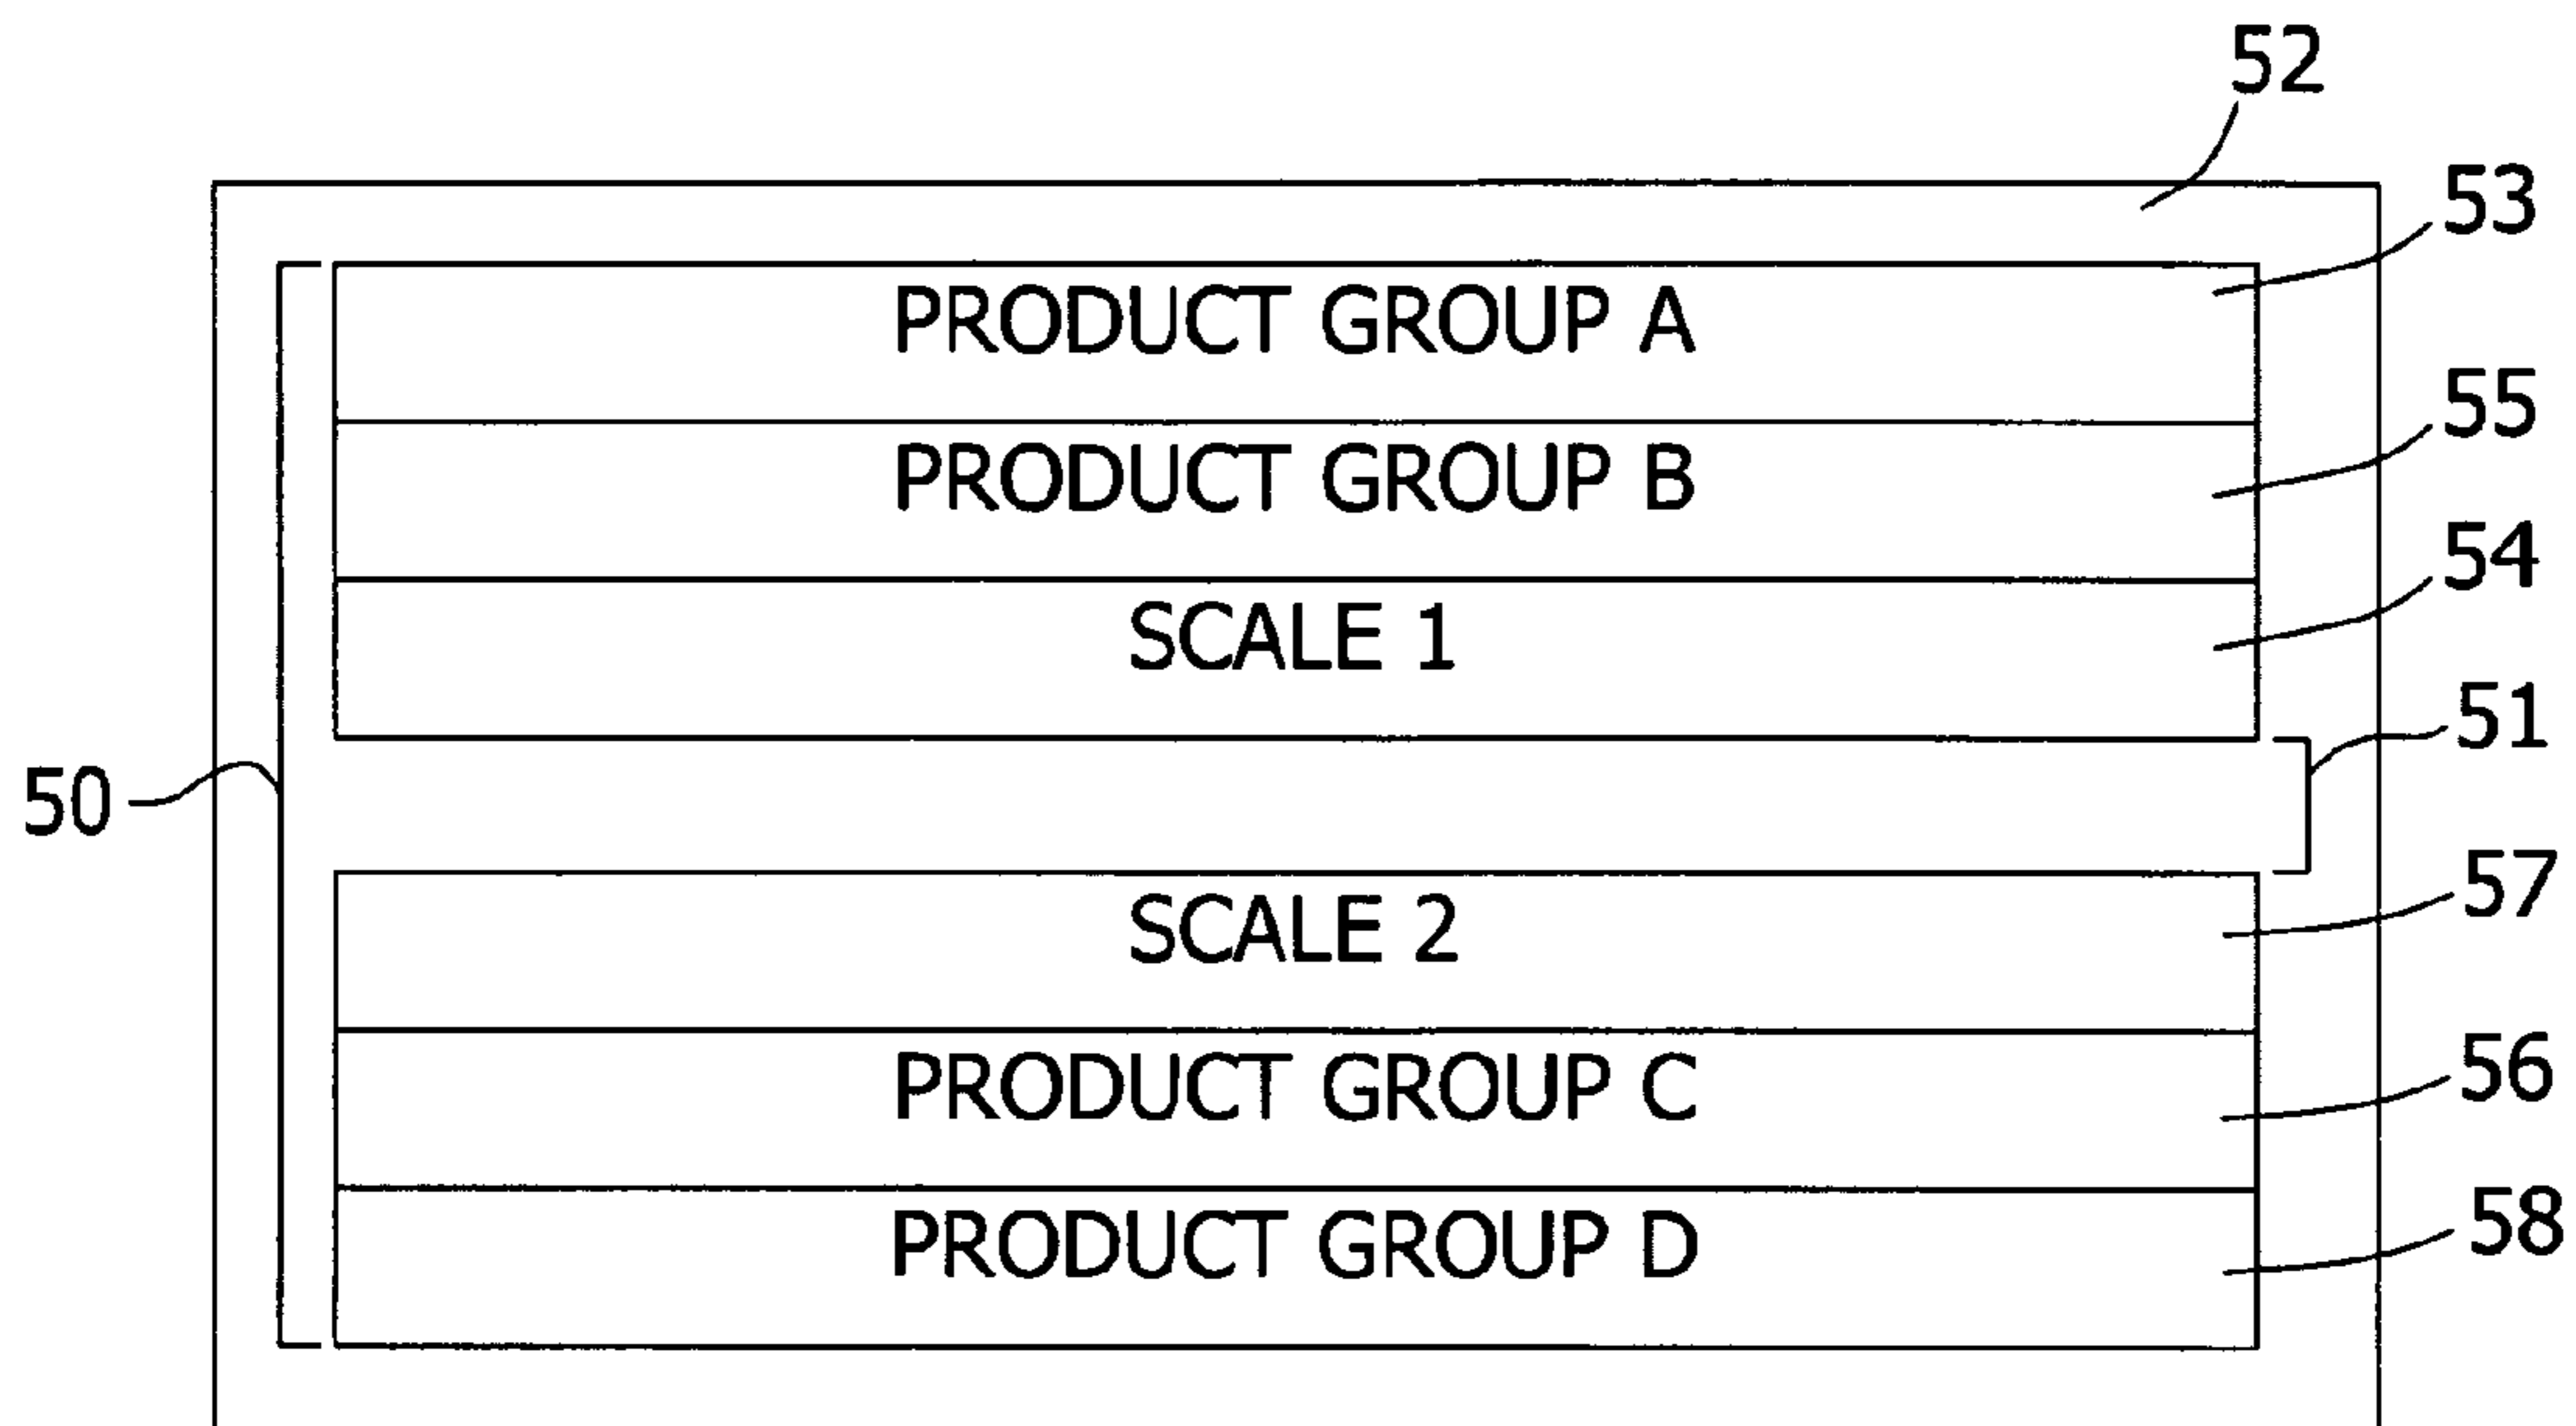 52
53
PRODUCT GROUP A
55
PRODUCT GROUP B
54
SCALE 1
51
50
57
SCALE 2
56
PRODUCT GROUP C
58
PRODUCT GROUP D